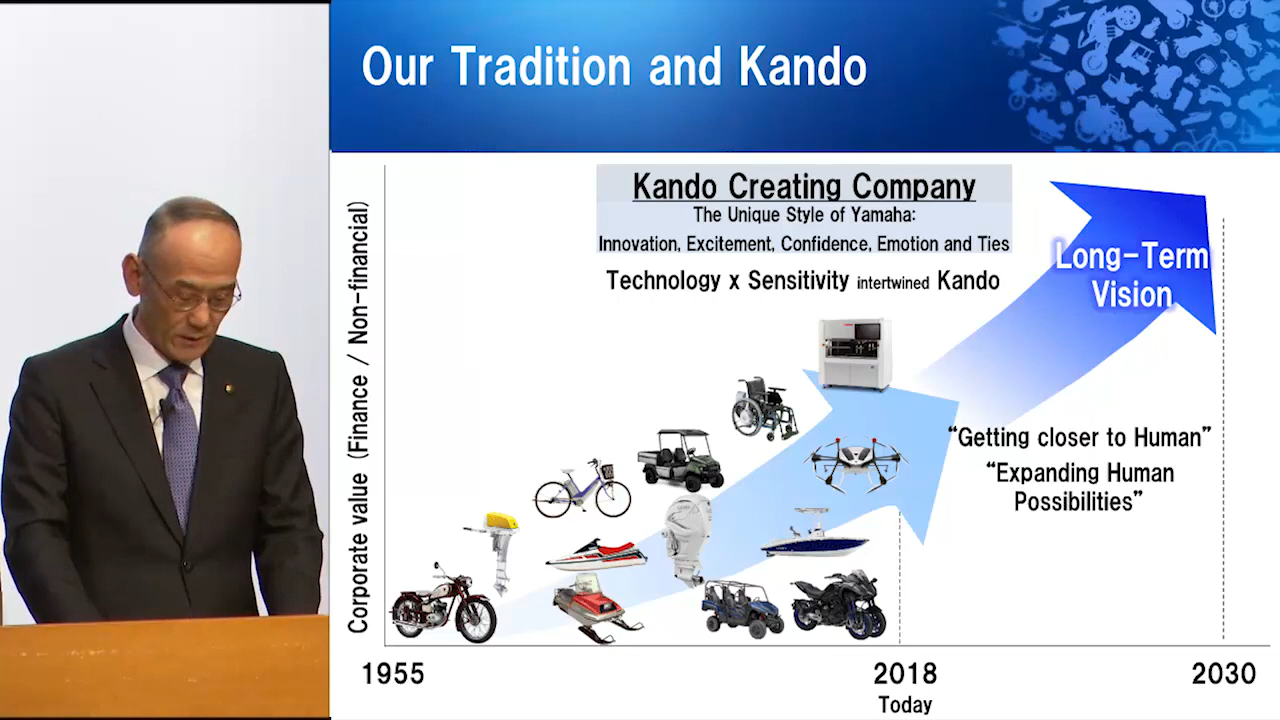 Our Tradition and Kando
Kando Creating Company
The Unique Style of Yamaha:
Innovation, Excitement, Confidence, Emotion and Ties
Technology x Sensitivity intertwined Kando
Long-Term
Vision
"Getting closer to Human"
"Expanding Human
Possibilities"
Corporate value (Finance / Non-financial)
1955
2018
2030
Today